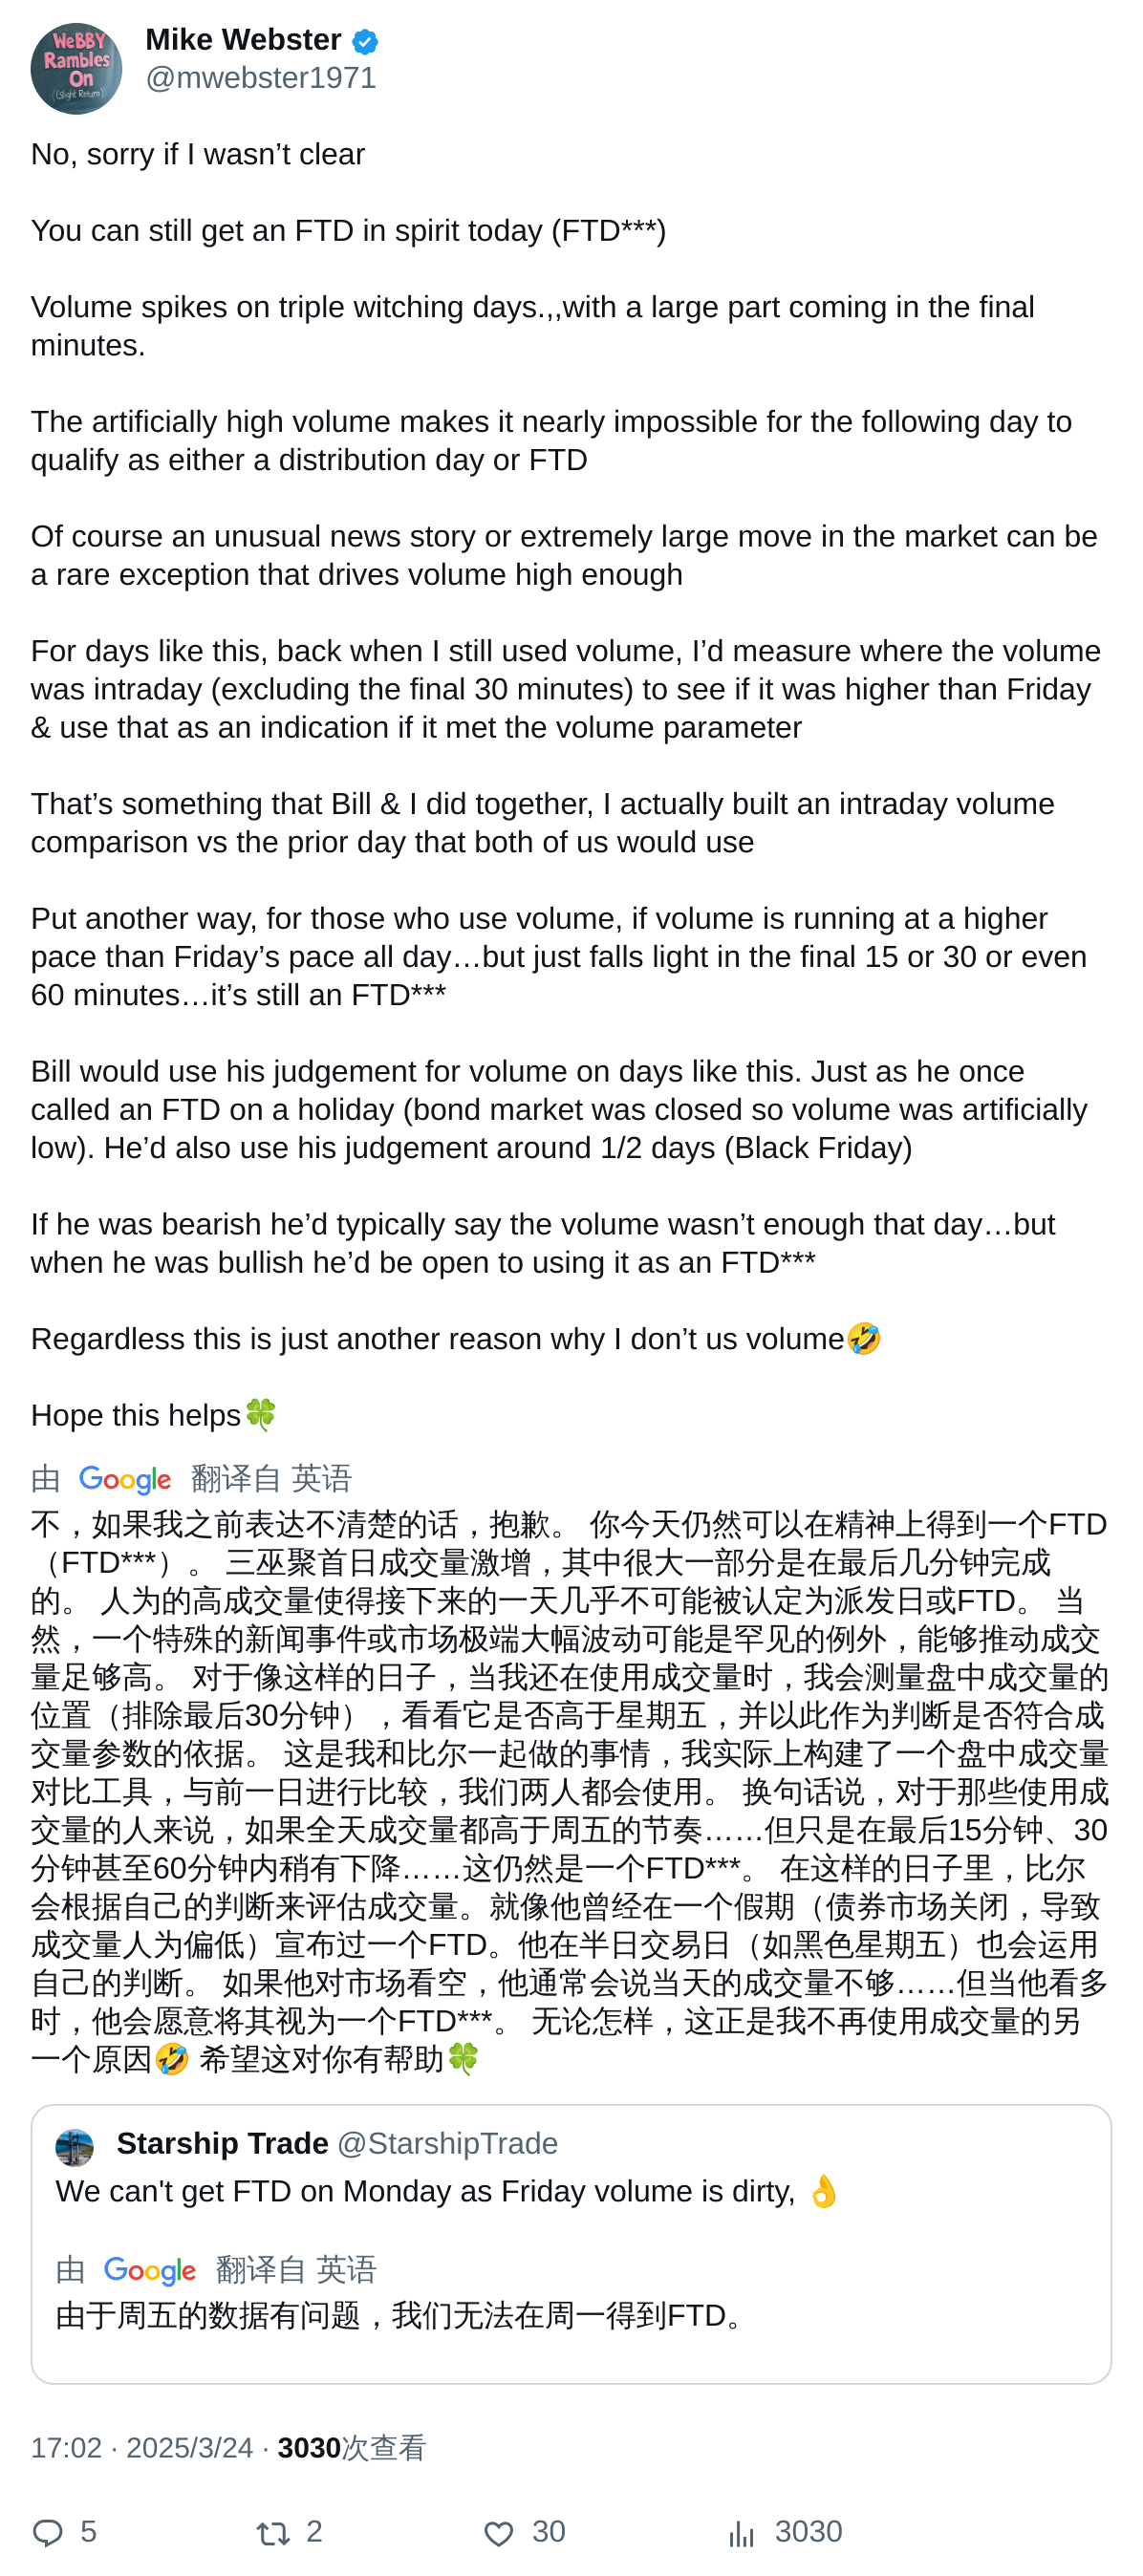 WeBBY
Rambles
On
(Slight Return)
Mike Webster
@mwebster1971
No, sorry if I wasn’t clear
You can still get an FTD in spirit today (FTD***)
Volume spikes on triple witching days.,,with a large part coming in the final
minutes.
The artificially high volume makes it nearly impossible for the following day to
qualify as either a distribution day or FTD
Of course an unusual news story or extremely large move in the market can be
a rare exception that drives volume high enough
For days like this, back when I still used volume, I’d measure where the volume
was intraday (excluding the final 30 minutes) to see if it was higher than Friday
& use that as an indication if it met the volume parameter
That’s something that Bill & I did together, I actually built an intraday volume
comparison vs the prior day that both of us would use
Put another way, for those who use volume, if volume is running at a higher
pace than Friday’s pace all day…but just falls light in the final 15 or 30 or even
60 minutes…it’s still an FTD***
Bill would use his judgement for volume on days like this. Just as he once
called an FTD on a holiday (bond market was closed so volume was artificially
low). He’d also use his judgement around 1/2 days (Black Friday)
If he was bearish he’d typically say the volume wasn’t enough that day…but
when he was bullish he’d be open to using it as an FTD***
Regardless this is just another reason why I don’t us volume🤣
Hope this helps🍀
由 Google 翻译自 英语
不，如果我之前表达不清楚的话，抱歉。 你今天仍然可以在精神上得到一个FTD
（FTD***）。 三巫聚首日成交量激增，其中很大一部分是在最后几分钟完成
的。 人为的高成交量使得接下来的一天几乎不可能被认定为派发日或FTD。 当
然，一个特殊的新闻事件或市场极端大幅波动可能是罕见的例外，能够推动成交
量足够高。 对于像这样的日子，当我还在使用成交量时，我会测量盘中成交量的
位置（排除最后30分钟），看看它是否高于星期五，并以此作为判断是否符合成
交量参数的依据。 这是我和比尔一起做的事情，我实际上构建了一个盘中成交量
对比工具，与前一日进行比较，我们两人都会使用。 换句话说，对于那些使用成
交量的人来说，如果全天成交量都高于周五的节奏……但只是在最后15分钟、30
分钟甚至60分钟内稍有下降……这仍然是一个FTD***。 在这样的日子里，比尔
会根据自己的判断来评估成交量。就像他曾经在一个假期（债券市场关闭，导致
成交量人为偏低）宣布过一个FTD。他在半日交易日（如黑色星期五）也会运用
自己的判断。 如果他对市场看空，他通常会说当天的成交量不够……但当他看多
时，他会愿意将其视为一个FTD***。 无论怎样，这正是我不再使用成交量的另
一个原因🤣 希望这对你有帮助🍀
Starship Trade @StarshipTrade
We can't get FTD on Monday as Friday volume is dirty, 👌
由 Google 翻译自 英语
由于周五的数据有问题，我们无法在周一得到FTD。
17:02 · 2025/3/24 · 3030次查看
5 2 30 3030